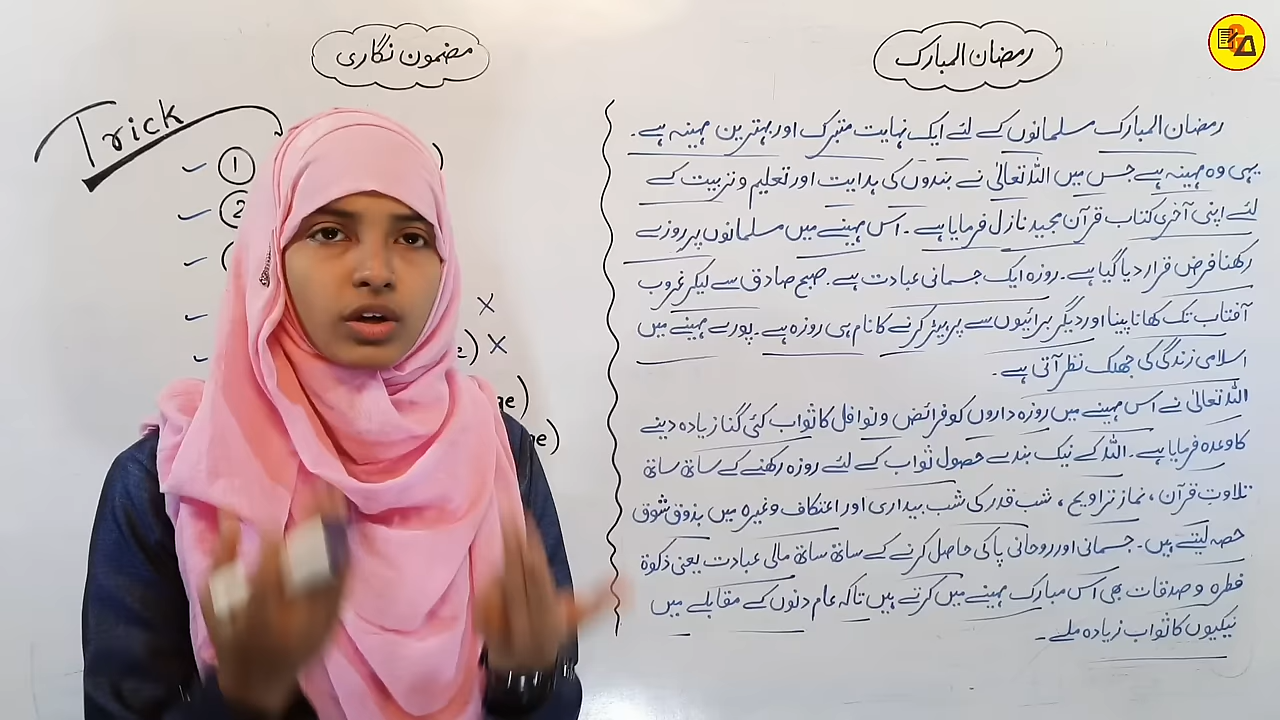 مضمون نگاری
رمضان المبارک
Trick
1
2
)
×
e) ×
ge)
ge)
رمضان المبارک مسلمانوں کے لئے ایک نہایت متبرک اور بہترین مہینہ ہے۔
یہی وہ مہینہ ہے جس میں اللہ تعالیٰ نے بندوں کی ہدایت اور تعلیم و تربیت کے
لئے اپنی آخری کتاب قرآن مجید نازل فرمایا ہے۔ اس مہینے میں مسلمانوں پر روزے
رکھنا فرض قرار دیا گیا ہے۔ روزہ ایک جسمانی عبادت ہے۔ صبح صادق سے لیکر غروب
آفتاب تک کھانا پینا اور دیگر برائیوں سے پرہیز کرنے کا نام ہی روزہ ہے۔ پورے مہینے میں
اسلامی زندگی کی جھلک نظر آتی ہے۔
اللہ تعالیٰ نے اس مہینے میں روزہ داروں کو فرائض و نوافل کا ثواب کئی گنا زیادہ دینے
کا وعدہ فرمایا ہے۔ اللہ کے نیک بندے حصول ثواب کے لئے روزہ رکھنے کے ساتھ ساتھ
تلاوتِ قرآن، نماز تراویح، شب قدر کی شب بیداری اور اعتکاف وغیرہ میں بذوق شوق
حصہ لیتے ہیں۔ جسمانی اور روحانی پاکی حاصل کرنے کے ساتھ ساتھ مالی عبادت یعنی ذکوٰۃ
فطرہ و صدقات بھی اس مبارک مہینے میں کرتے ہیں تاکہ عام دنوں کے مقابلے میں
نیکیوں کا ثواب زیادہ ملے۔